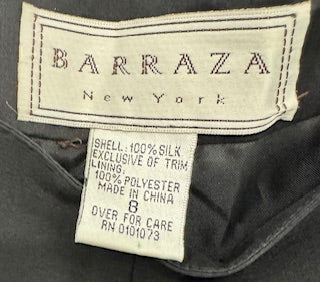 BARRAZA
New York
SHELL: 100% SILK
EXCLUSIVE OF TRIM
LINING:
100% POLYESTER
MADE IN CHINA
8
OVER FOR CARE
RN 0101073